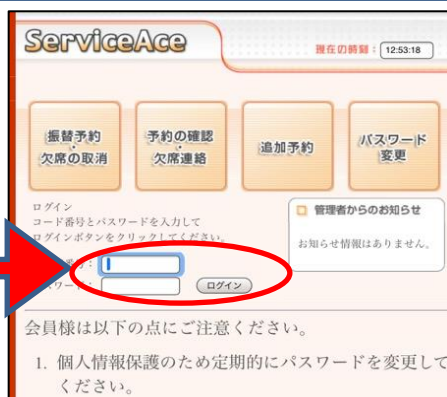 ServiceAce
現在の時刻： 12:53:18
振替予約
・
欠席の取消
予約の確認
・
欠席連絡
追加予約
パスワード
変更
ログイン
コード番号とパスワードを入力して
ログインボタンをクリックしてください。
番号：
ワード：
ログイン
管理者からのお知らせ
お知らせ情報はありません。
会員様は以下の点にご注意ください。
1. 個人情報保護のため定期的にパスワードを変更して
ください。